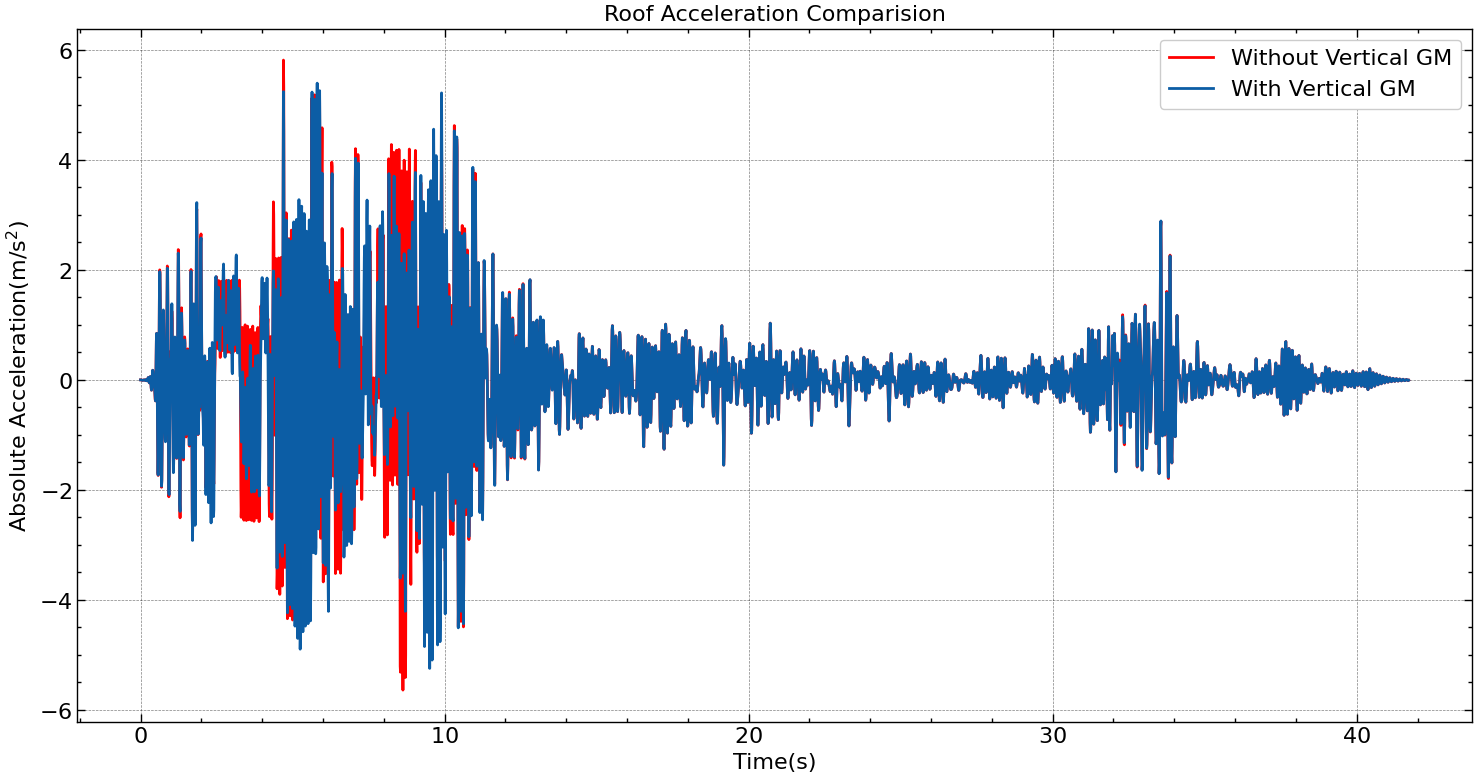 Roof Acceleration Comparision
Without Vertical GM
With Vertical GM
Absolute Acceleration(m/s²)
6
4
2
0
−2
−4
−6
0 10 20 30 40
Time(s)